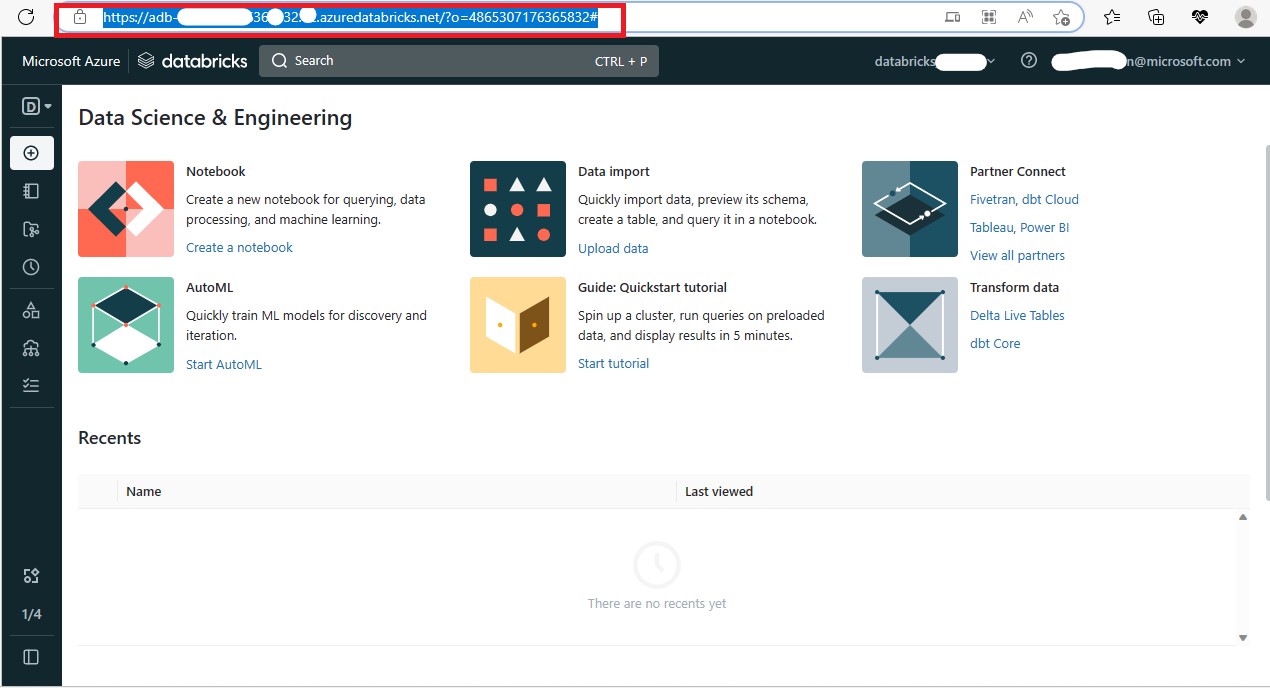 https://adb- 36 32 .azuredatabricks.net/?o=4865307176365832#
Microsoft Azure databricks Search CTRL + P databricks n@microsoft.com
D
Data Science & Engineering
Notebook
Create a new notebook for querying, data
processing, and machine learning.
Create a notebook
Data import
Quickly import data, preview its schema,
create a table, and query it in a notebook.
Upload data
Partner Connect
Fivetran, dbt Cloud
Tableau, Power BI
View all partners
AutoML
Quickly train ML models for discovery and
iteration.
Start AutoML
Guide: Quickstart tutorial
Spin up a cluster, run queries on preloaded
data, and display results in 5 minutes.
Start tutorial
Transform data
Delta Live Tables
dbt Core
Recents
Name Last viewed
There are no recents yet
1/4